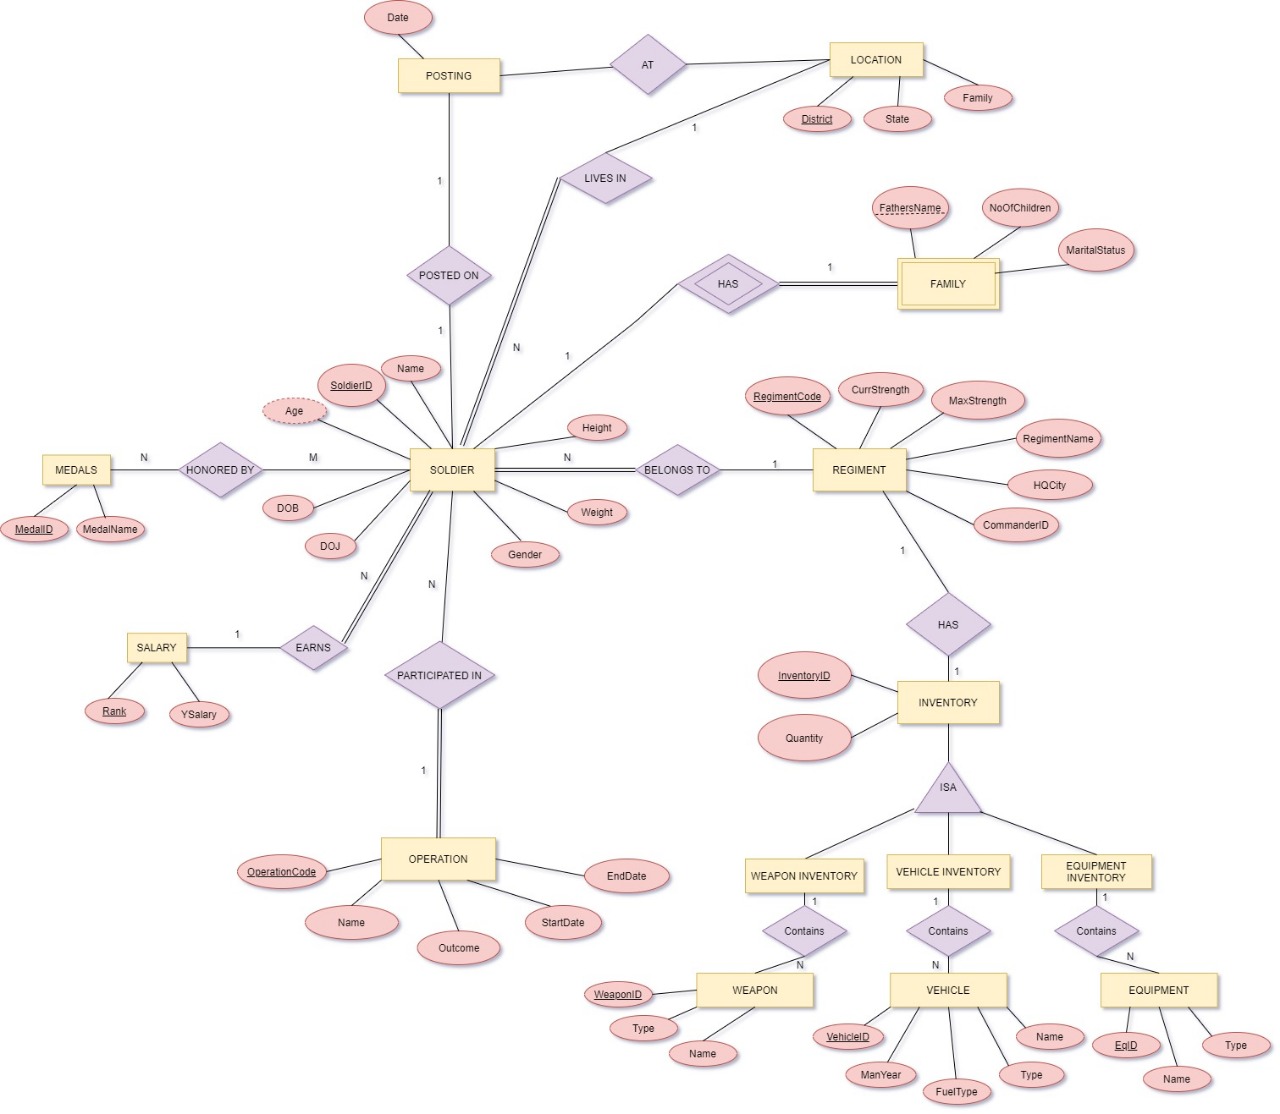 Date
POSTING
AT
LOCATION
District
State
Family
1
LIVES IN
1
POSTED ON
1
N
FathersName
NoOfChildren
MaritalStatus
1
HAS
FAMILY
1
Name
SoldierID
Age
Height
RegimentCode
CurrStrength
MaxStrength
RegimentName
HQCity
CommanderID
MEDALS
N
HONORED BY
M
SOLDIER
N
BELONGS TO
1
REGIMENT
MedalID
MedalName
DOB
DOJ
Weight
Gender
N
N
1
SALARY
1
EARNS
Rank
YSalary
PARTICIPATED IN
1
HAS
1
InventoryID
INVENTORY
Quantity
ISA
OPERATION
OperationCode
Name
Outcome
StartDate
EndDate
WEAPON INVENTORY
VEHICLE INVENTORY
EQUIPMENT
INVENTORY
1
1
1
Contains
Contains
Contains
N
N
N
WEAPON
VEHICLE
EQUIPMENT
WeaponID
Type
Name
VehicleID
ManYear
FuelType
Type
Name
EqID
Name
Type